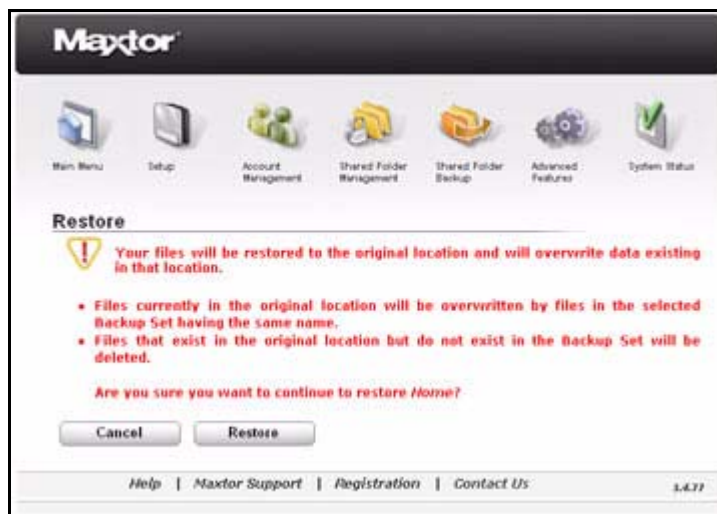 Maxtor
Main Menu
Setup
Account
Management
Shared Folder
Management
Shared Folder
Backup
Advanced
Features
System Status
Restore
Your files will be restored to the original location and will overwrite data existing
in that location.
• Files currently in the original location will be overwritten by files in the selected
Backup Set having the same name.
• Files that exist in the original location but do not exist in the Backup Set will be
deleted.
Are you sure you want to continue to restore Home?
Cancel
Restore
Help | Maxtor Support | Registration | Contact Us